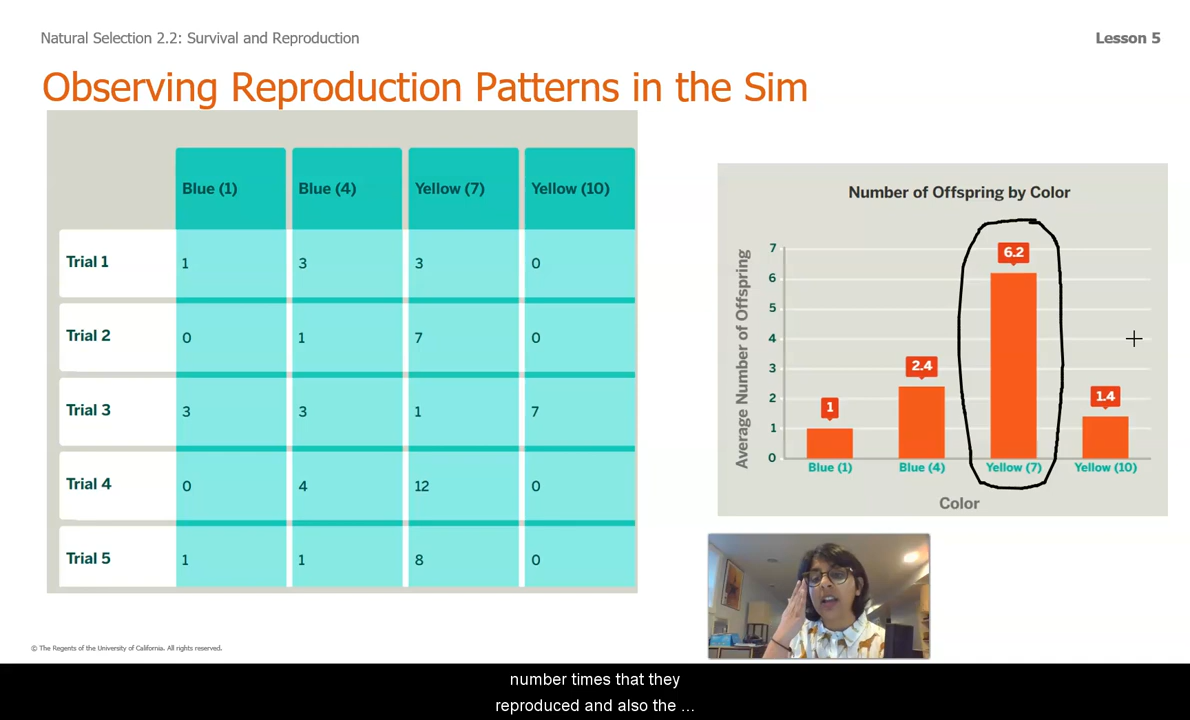 Natural Selection 2.2: Survival and Reproduction
Lesson 5
Observing Reproduction Patterns in the Sim
Blue (1) Blue (4) Yellow (7) Yellow (10)
Trial 1 1 3 3 0
Trial 2 0 1 7 0
Trial 3 3 3 1 7
Trial 4 0 4 12 0
Trial 5 1 1 8 0
Number of Offspring by Color
Average Number of Offspring
7
6
5
4
3
2
1
0
1
2.4
6.2
1.4
Blue (1) Blue (4) Yellow (7) Yellow (10)
Color
© The Regents of the University of California. All rights reserved.
number times that they
reproduced and also the ...